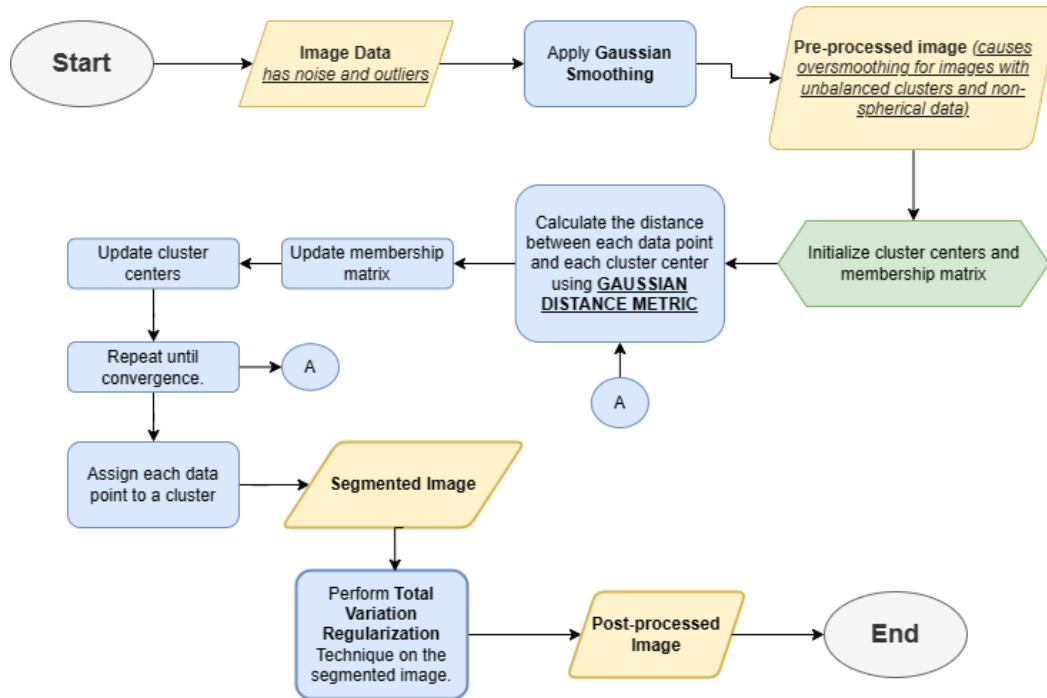 Start
Image Data
has noise and outliers
Apply Gaussian
Smoothing
Pre-processed image (causes
oversmoothing for images with
unbalanced clusters and non-
spherical data)
Initialize cluster centers and
membership matrix
Calculate the distance
between each data point
and each cluster center
using GAUSSIAN
DISTANCE METRIC
Update membership
matrix
Update cluster
centers
Repeat until
convergence.
A
A
Assign each data
point to a cluster
Segmented Image
Perform Total
Variation
Regularization
Technique on the
segmented image.
Post-processed
Image
End